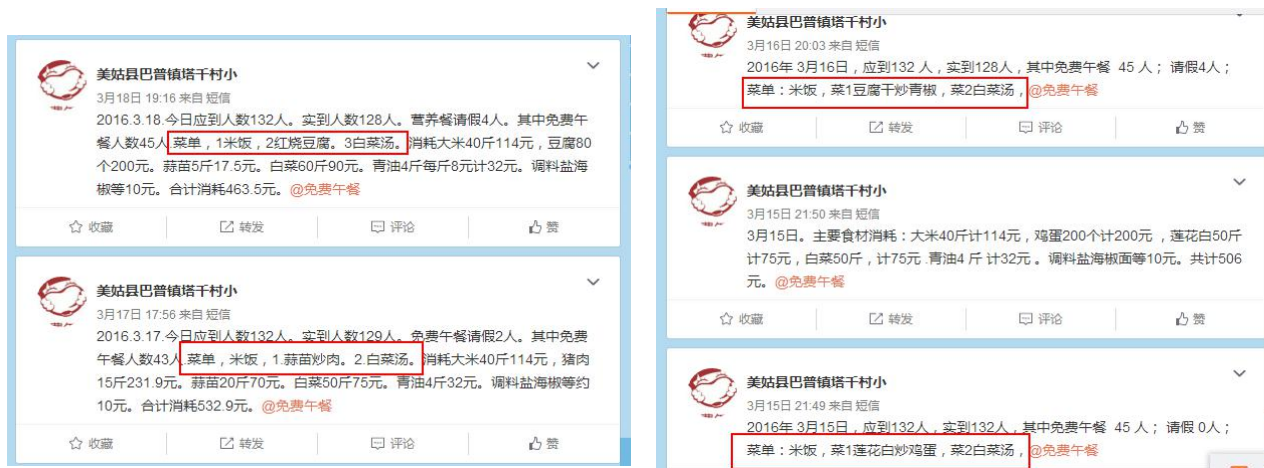 美姑县巴普镇塔千村小
3月18日 19:16 来自 短信
2016.3.18.今日应到人数132人。实到人数128人。营养餐请假4人。其中免费午
餐人数45人.菜单，1米饭，2红烧豆腐。3白菜汤。消耗大米40斤114元，豆腐80
个200元。蒜苗5斤17.5元。白菜60斤90元。青油4斤每斤8元计32元。调料盐海
椒等10元。合计消耗463.5元。@免费午餐
收藏 转发 评论 赞
美姑县巴普镇塔千村小
3月17日 17:56 来自 短信
2016.3.17.今日应到人数132人。实到人数129人。免费午餐请假2人。其中免费
午餐人数43人.菜单，米饭，1.蒜苗炒肉。2.白菜汤。消耗大米40斤114元，猪肉
15斤231.9元。蒜苗20斤70元。白菜50斤75元。青油4斤32元。调料盐海椒等约
10元。合计消耗532.9元。@免费午餐
收藏 转发 评论 赞
美姑县巴普镇塔千村小
3月16日 20:03 来自 短信
2016年 3月16日，应到132 人，实到128人，其中免费午餐 45 人； 请假4人；
菜单：米饭，菜1豆腐干炒青椒，菜2白菜汤，@免费午餐
收藏 转发 评论 赞
美姑县巴普镇塔千村小
3月15日 21:50 来自 短信
3月15日。主要食材消耗：大米40斤计114元，鸡蛋200个计200元 ，莲花白50斤
计75元，白菜50斤，计75元 .青油4 斤 计32元 。调料盐海椒面等10元。共计506
元。@免费午餐
收藏 转发 评论 赞
美姑县巴普镇塔千村小
3月15日 21:49 来自 短信
2016年 3月15日，应到132人，实到132人，其中免费午餐 45 人； 请假 0人；
菜单：米饭，菜1莲花白炒鸡蛋，菜2白菜汤，@免费午餐